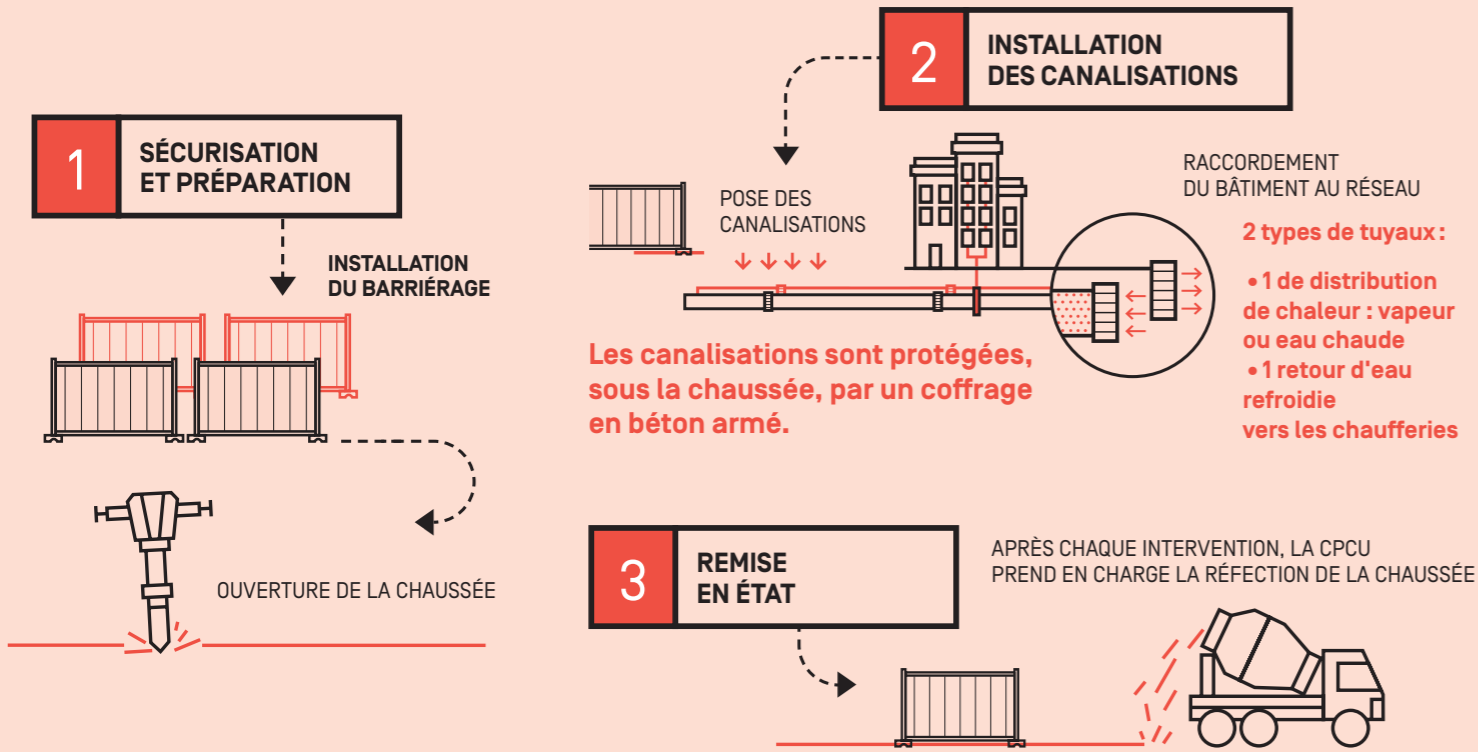 1
SÉCURISATION
ET PRÉPARATION
INSTALLATION
DU BARRIÉRAGE
OUVERTURE DE LA CHAUSSÉE
2
INSTALLATION
DES CANALISATIONS
POSE DES
CANALISATIONS
RACCORDEMENT
DU BÂTIMENT AU RÉSEAU
2 types de tuyaux :
• 1 de distribution
de chaleur : vapeur
ou eau chaude
• 1 retour d'eau
refroidie
vers les chaufferies
Les canalisations sont protégées,
sous la chaussée, par un coffrage
en béton armé.
3
REMISE
EN ÉTAT
APRÈS CHAQUE INTERVENTION, LA CPCU
PREND EN CHARGE LA RÉFECTION DE LA CHAUSSÉE